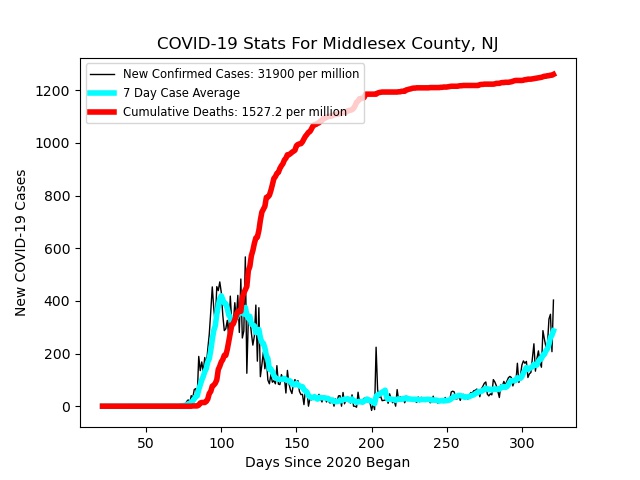 COVID-19 Stats For Middlesex County, NJ
New Confirmed Cases: 31900 per million
7 Day Case Average
Cumulative Deaths: 1527.2 per million
1200
1000
800
600
400
200
0
New COVID-19 Cases
50 100 150 200 250 300
Days Since 2020 Began